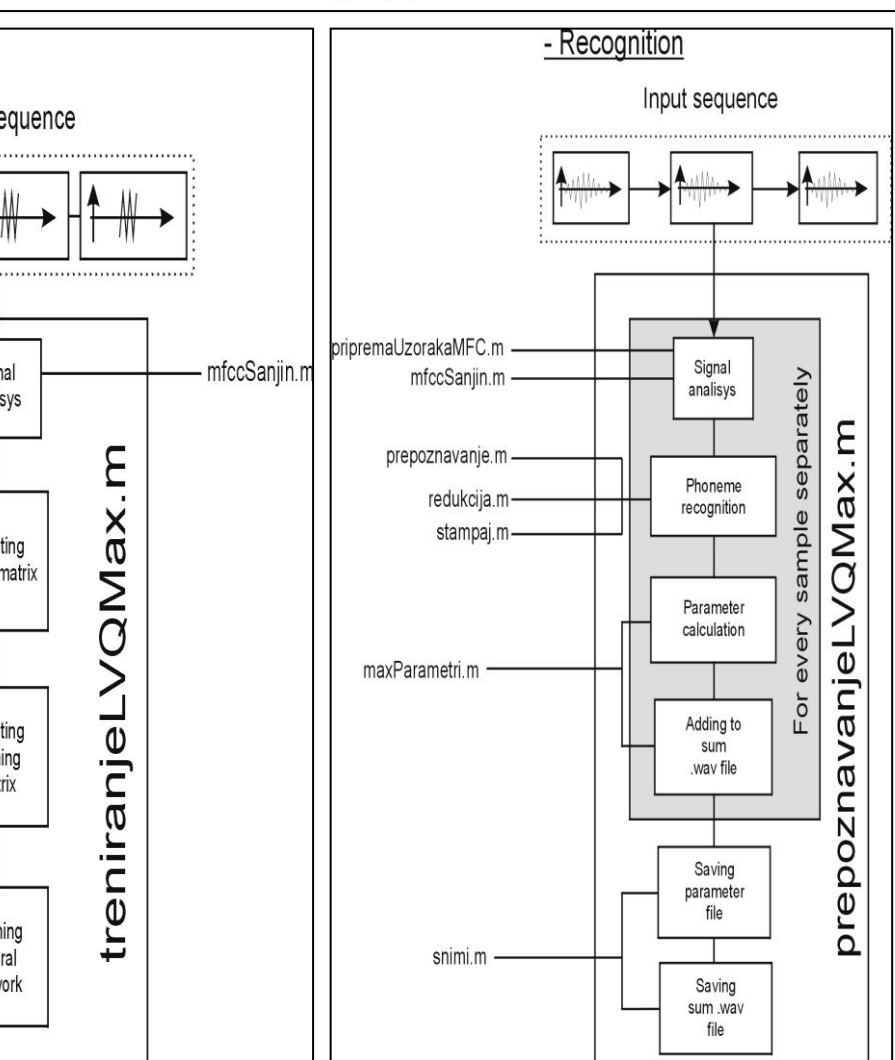 mfccSanjin.m
treniranjeLVQMax.m
- Recognition
Input sequence
pripremaUzorakaMFC.m
mfccSanjin.m
Signal
analisys
prepoznavanje.m
redukcija.m
stampaj.m
Phoneme
recognition
Parameter
calculation
maxParametri.m
Adding to
sum
.wav file
For every sample separately
prepoznavanjeLVQMax.m
Saving
parameter
file
snimi.m
Saving
sum .wav
file
matrix